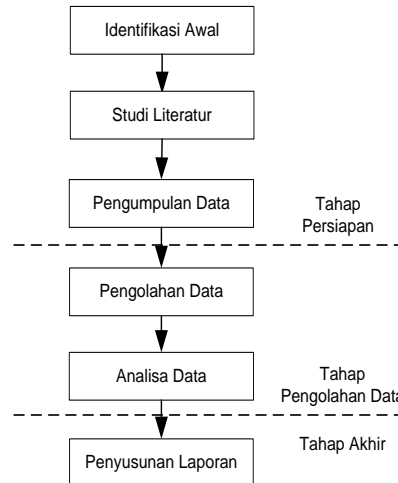 Identifikasi Awal
Studi Literatur
Pengumpulan Data
Tahap
Persiapan
Pengolahan Data
Analisa Data
Tahap
Pengolahan Data
Tahap Akhir
Penyusunan Laporan